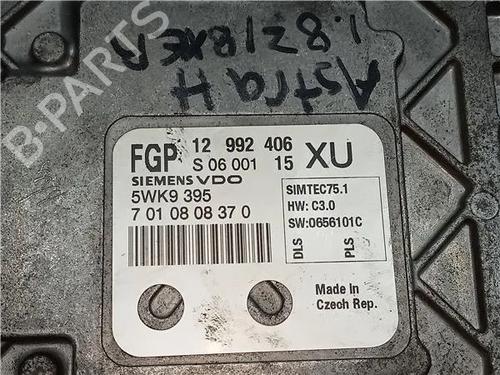 B-PARTS
1.8 Z18XER
Astra H
FGP 12 992 406 XU
S 06 001 15
SIEMENS VDO
5WK9 395
7 01 08 08 37 0
SIMTEC75.1
HW: C3.0
SW:0656101C
DLS
PLS
Made in
Czech Rep.